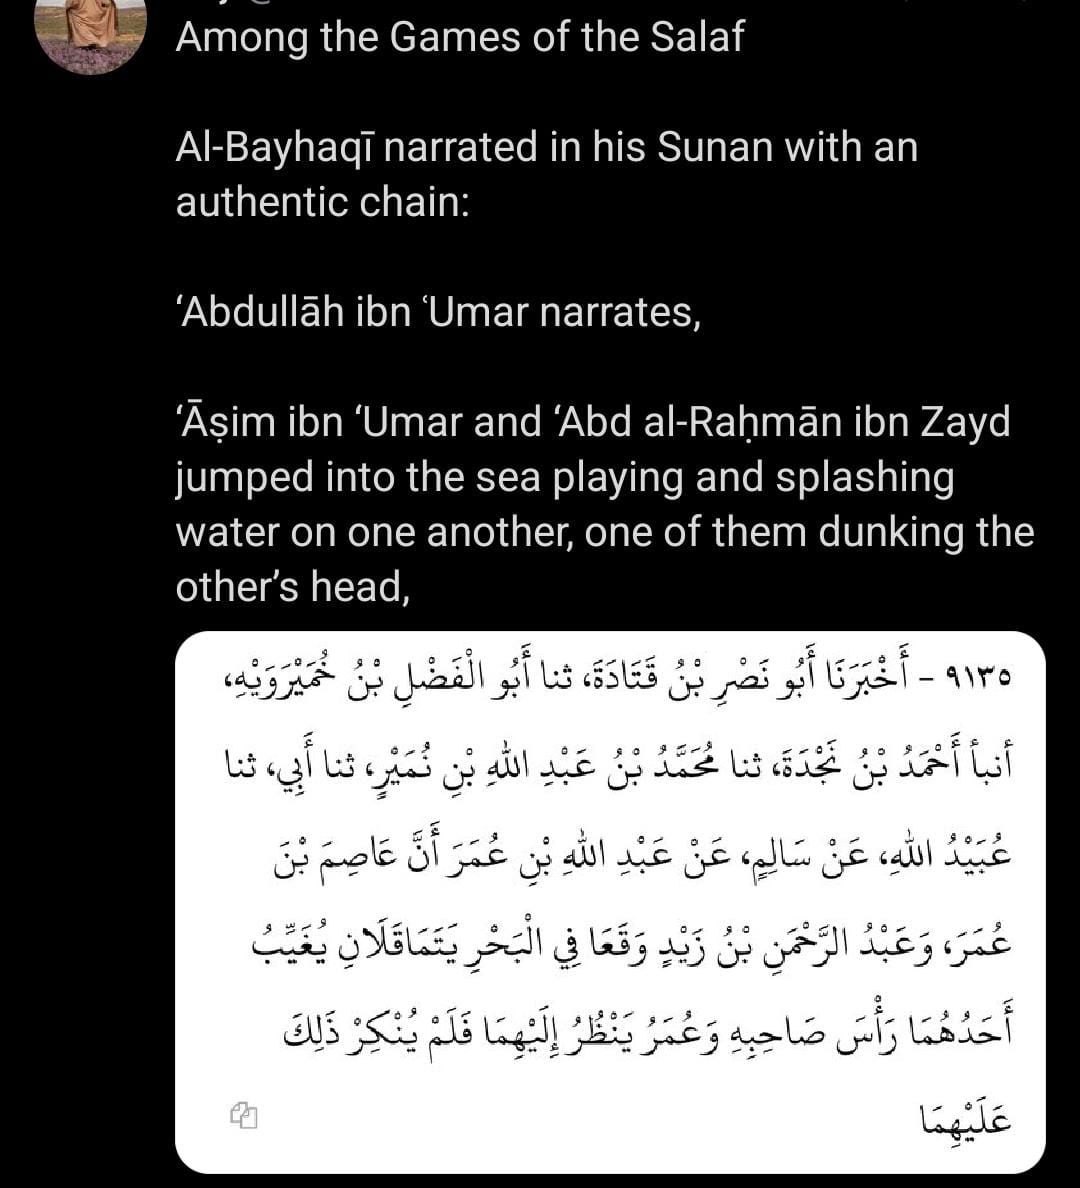 Among the Games of the Salaf
Al-Bayhaqī narrated in his Sunan with an
authentic chain:
‘Abdullāh ibn ʿUmar narrates,
‘Āṣim ibn ‘Umar and ‘Abd al-Raḥmān ibn Zayd
jumped into the sea playing and splashing
water on one another, one of them dunking the
other’s head,
٩١٣٥ - أَخْبَرَنَا أَبُو نَصْرِ بْنُ قَتَادَةَ، ثنا أَبُو الْفَضْلِ بْنُ خُمَيْرَوَيْهِ،
أنبأ أَحْمَدُ بْنُ نَجْدَةَ، ثنا مُحَمَّدُ بْنُ عَبْدِ اللهِ بْنِ نُمَيْرٍ، ثنا أَبِي، ثنا
عُبَيْدُ اللهِ، عَنْ سَالِمٍ، عَنْ عَبْدِ اللهِ بْنِ عُمَرَ أَنَّ عَاصِمَ بْنَ
عُمَرَ، وَعَبْدُ الرَّحْمَنِ بْنُ زَيْدٍ وَقَعَا فِي الْبَحْرِ يَتَمَاقَلَانِ يُغَيِّبُ
أَحَدُهُمَا رَأْسَ صَاحِبِهِ وَعُمَرُ يَنْظُرُ إِلَيْهِمَا فَلَمْ يُنْكِرْ ذَلِكَ
عَلَيْهِمَا